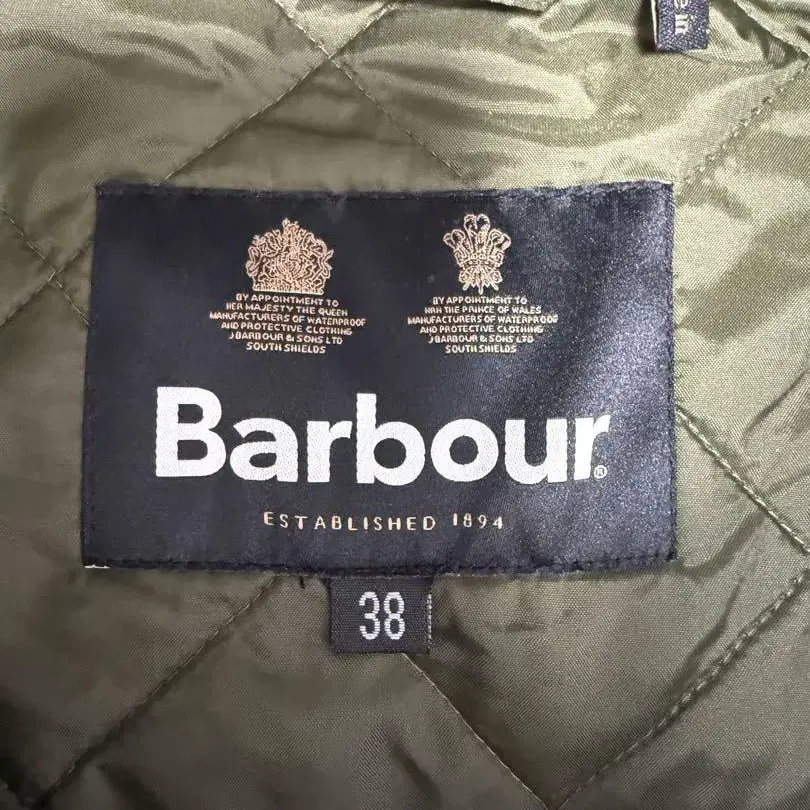 e in
BY APPOINTMENT TO
HER MAJESTY THE QUEEN
MANUFACTURERS OF WATERPROOF
AND PROTECTIVE CLOTHING
J BARBOUR & SONS LTD
SOUTH SHIELDS
BY APPOINTMENT TO
HRH THE PRINCE OF WALES
MANUFACTURERS OF WATERPROOF
AND PROTECTIVE CLOTHING
J BARBOUR & SONS LTD
SOUTH SHIELDS
Barbour®
ESTABLISHED 1894
38